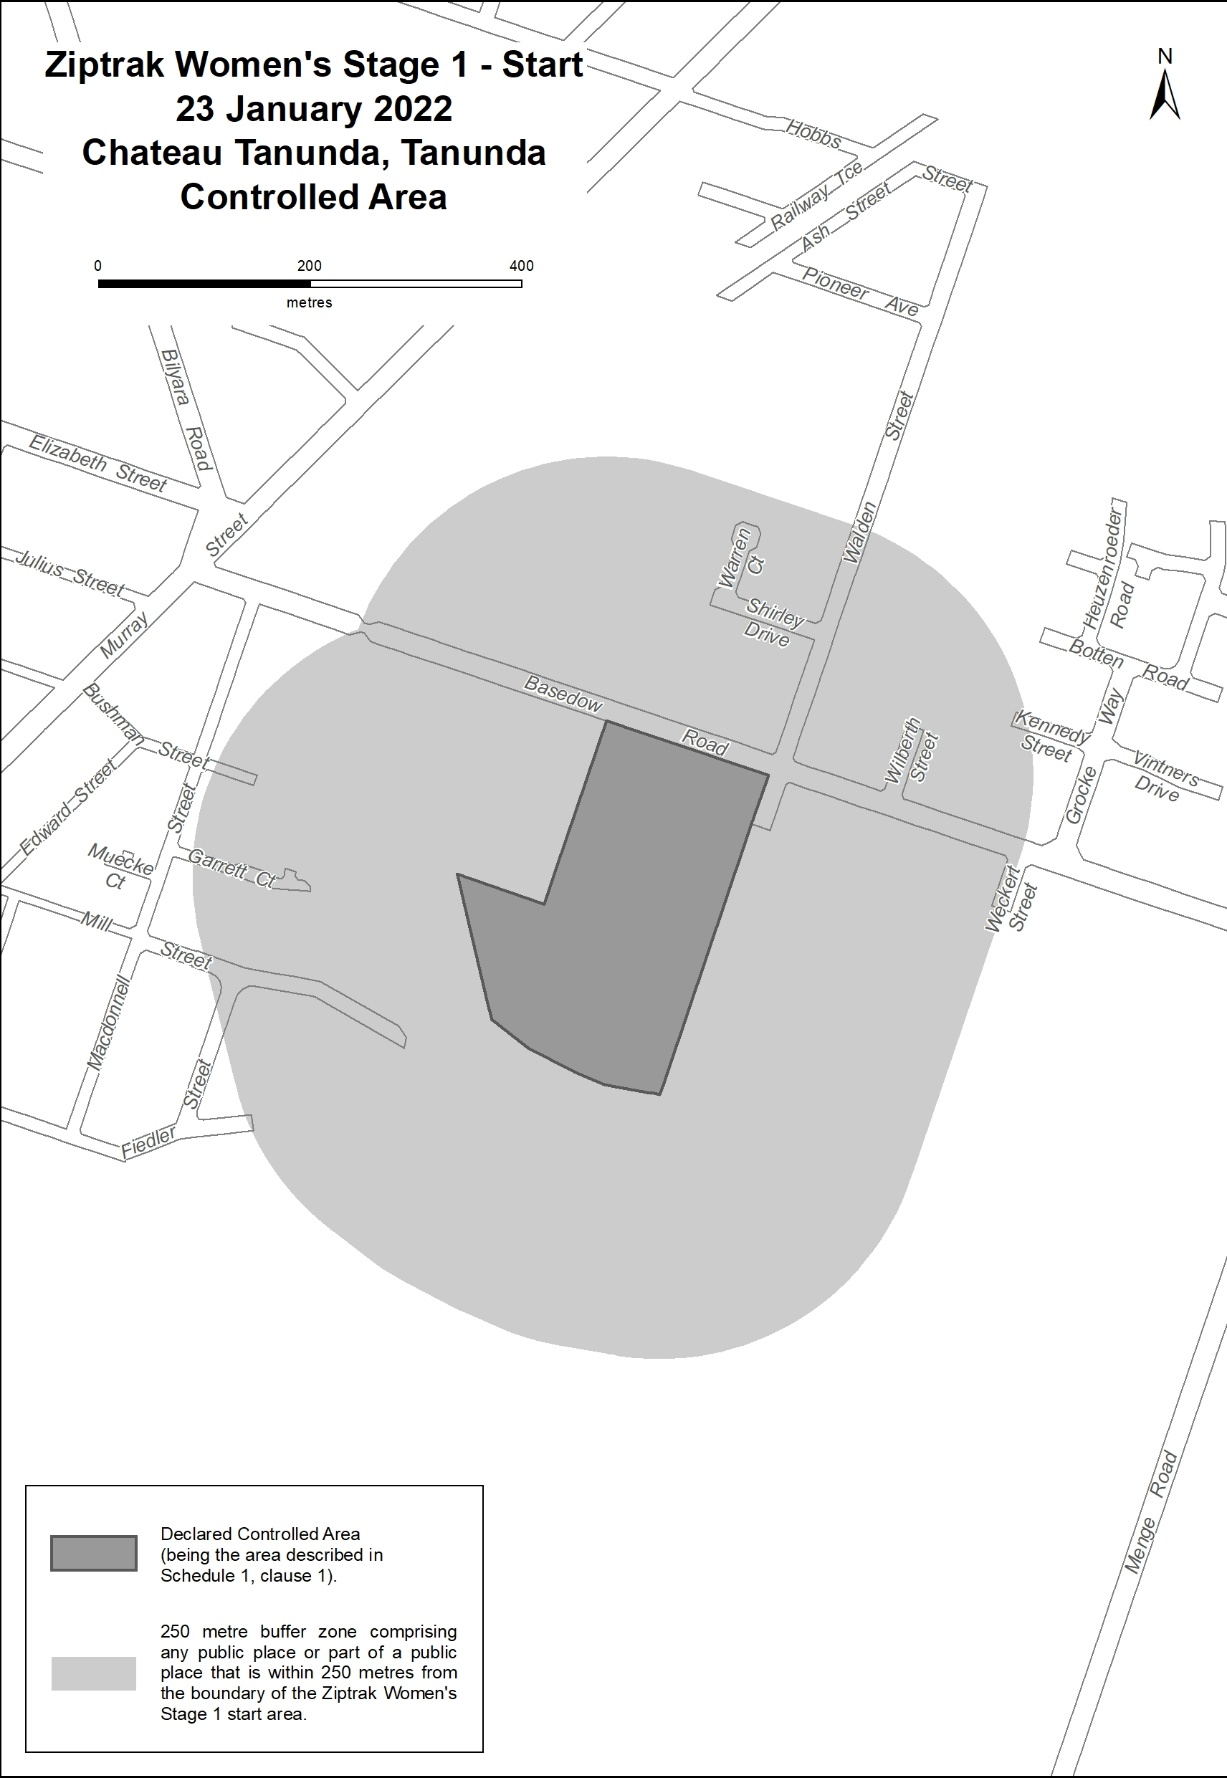 Ziptrak Women's Stage 1 - Start
23 January 2022
Chateau Tanunda, Tanunda
Controlled Area
N
0 200 400
metres
Hobbs
Street
Railway Tce
Ash Street
Pioneer Ave
Walden Street
Bilyara Road
Elizabeth Street
Julius Street
Murray Street
Warren Ct
Shirley Drive
Heuzenroeder Road
Botten Road
Basedow Road
Bushman Street
Edward Street
Street
Kennedy Street
Way
Grocke
Vintners Drive
Wilberth Street
Muecke Ct
Garrett Ct
Weckert Street
Mill Street
Macdonnell
Street
Fiedler
Menge Road
Declared Controlled Area
(being the area described in
Schedule 1, clause 1).
250 metre buffer zone comprising
any public place or part of a public
place that is within 250 metres from
the boundary of the Ziptrak Women's
Stage 1 start area.